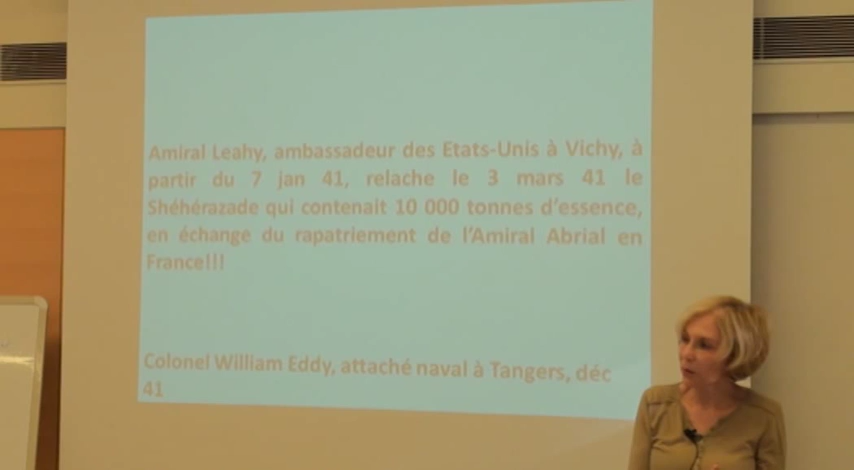 Amiral Leahy, ambassadeur des Etats-Unis à Vichy, à
partir du 7 jan 41, relache le 3 mars 41 le
Shéhérazade qui contenait 10 000 tonnes d'essence,
en échange du rapatriement de l'Amiral Abrial en
France!!!
Colonel William Eddy, attaché naval à Tangers, déc
41